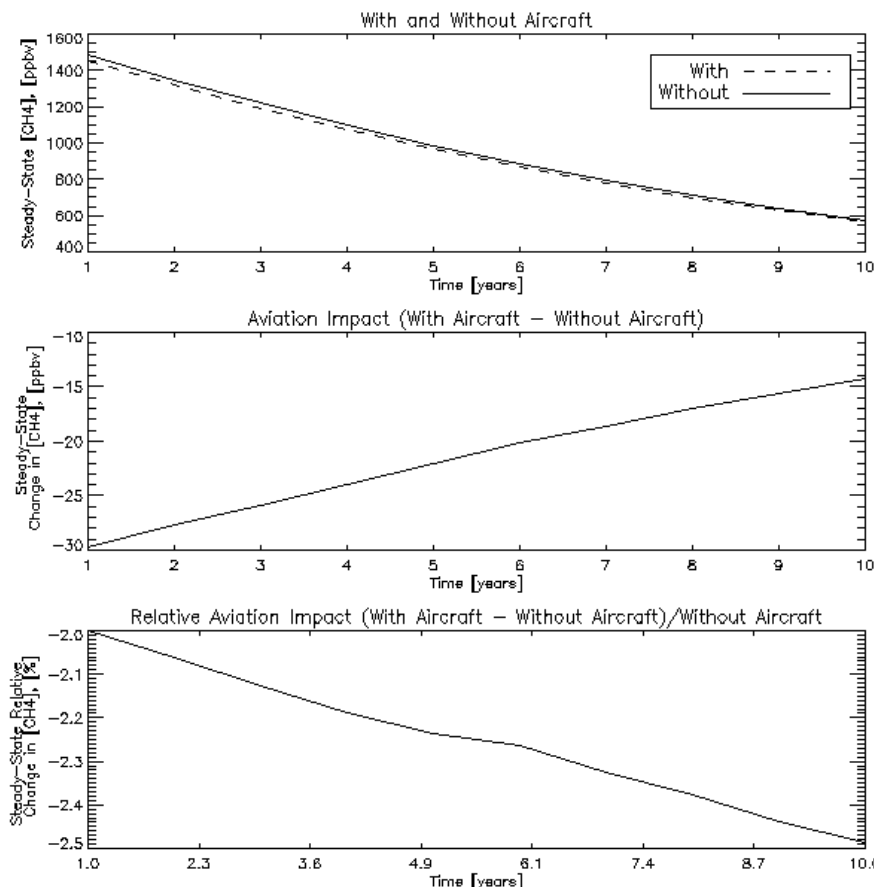 With and Without Aircraft
Steady-State [CH4], [ppbv]
1600
1400
1200
1000
800
600
400
With
Without
1 2 3 4 5 6 7 8 9 10
Time [years]
Aviation Impact (With Aircraft - Without Aircraft)
Steady-State
Change in [CH4], [ppbv]
-10
-15
-20
-25
-30
1 2 3 4 5 6 7 8 9 10
Time [years]
Relative Aviation Impact (With Aircraft - Without Aircraft)/Without Aircraft
Steady-State Relative
Change in [CH4], [%]
-2.0
-2.1
-2.2
-2.3
-2.4
-2.5
1.0 2.3 3.6 4.9 6.1 7.4 8.7 10.0
Time [years]